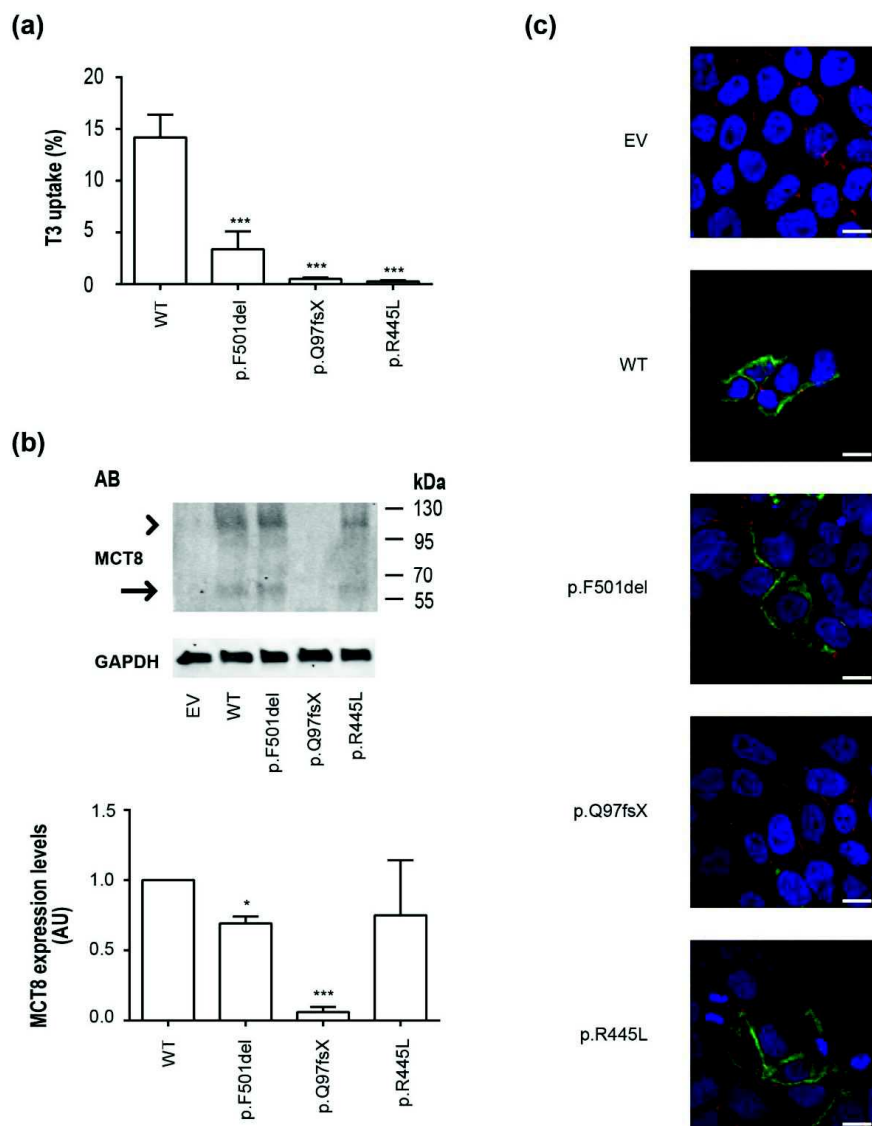 (a)
20
15
10
5
0
T3 uptake (%)
***
***
***
WT
p.F501del
p.Q97fsX
p.R445L
(b)
AB
kDa
130
95
MCT8
70
55
GAPDH
EV
WT
p.F501del
p.Q97fsX
p.R445L
1.5
1.0
0.5
0.0
MCT8 expression levels
(AU)
*
***
WT
p.F501del
p.Q97fsX
p.R445L
(c)
EV
WT
p.F501del
p.Q97fsX
p.R445L